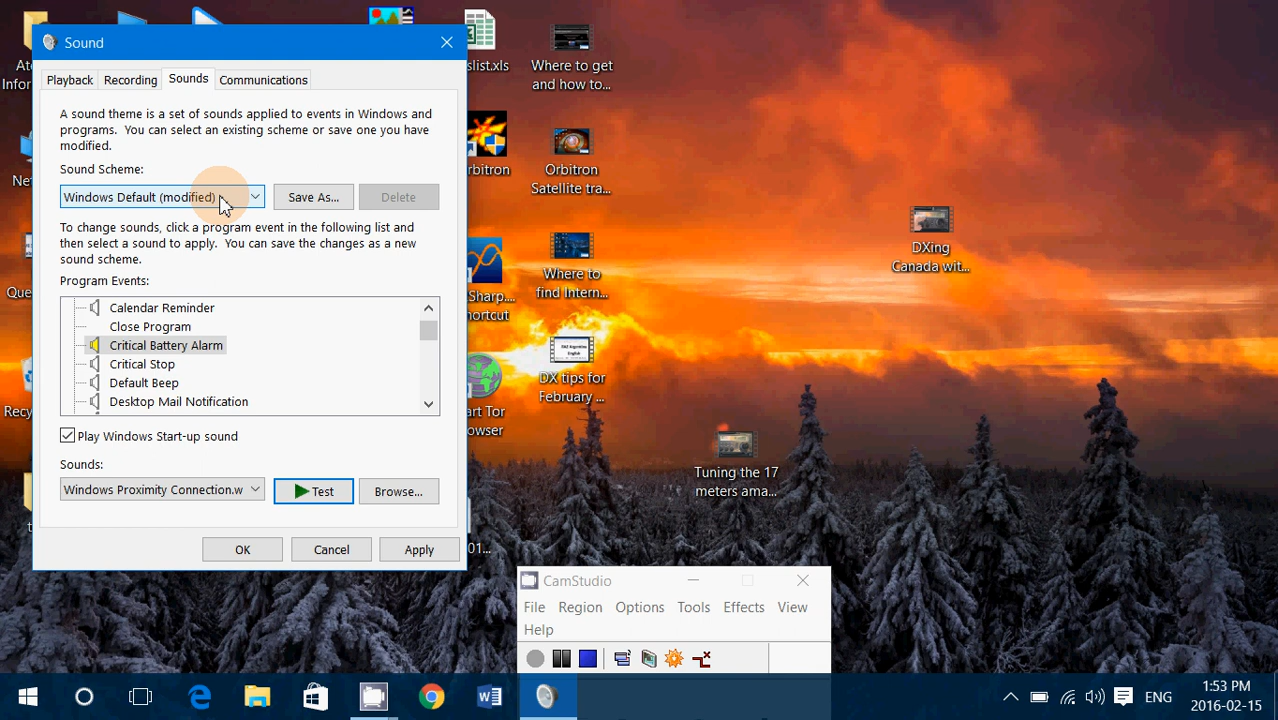 Sound
Playback
Recording
Sounds
Communications
A sound theme is a set of sounds applied to events in Windows and
programs. You can select an existing scheme or save one you have
modified.
Sound Scheme:
Windows Default (modified)
Save As...
Delete
To change sounds, click a program event in the following list and
then select a sound to apply. You can save the changes as a new
sound scheme.
Program Events:
Calendar Reminder
Close Program
Critical Battery Alarm
Critical Stop
Default Beep
Desktop Mail Notification
Play Windows Start-up sound
Sounds:
Windows Proximity Connection.w
Test
Browse...
OK
Cancel
Apply
slist.xls
Where to get
and how to...
rbitron
Orbitron
Satellite tra...
Sharp....
ortcut
Where to
find Intern...
DX tips for
February ...
art Tor
owser
01...
DXing
Canada wit...
Tuning the 17
meters ama...
CamStudio
File
Region
Options
Tools
Effects
View
Help
ENG
1:53 PM
2016-02-15